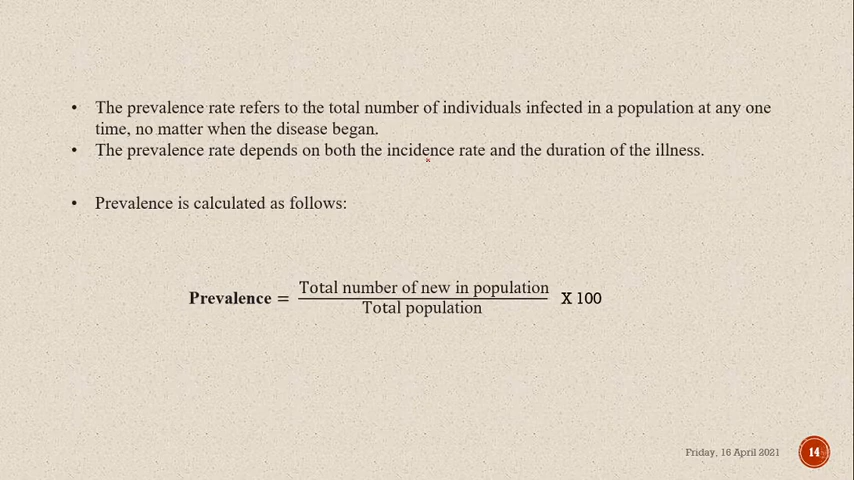 • The prevalence rate refers to the total number of individuals infected in a population at any one
time, no matter when the disease began.
• The prevalence rate depends on both the incidence rate and the duration of the illness.
• Prevalence is calculated as follows:
Prevalence = Total number of new in population X 100
Total population
Friday, 16 April 2021 14